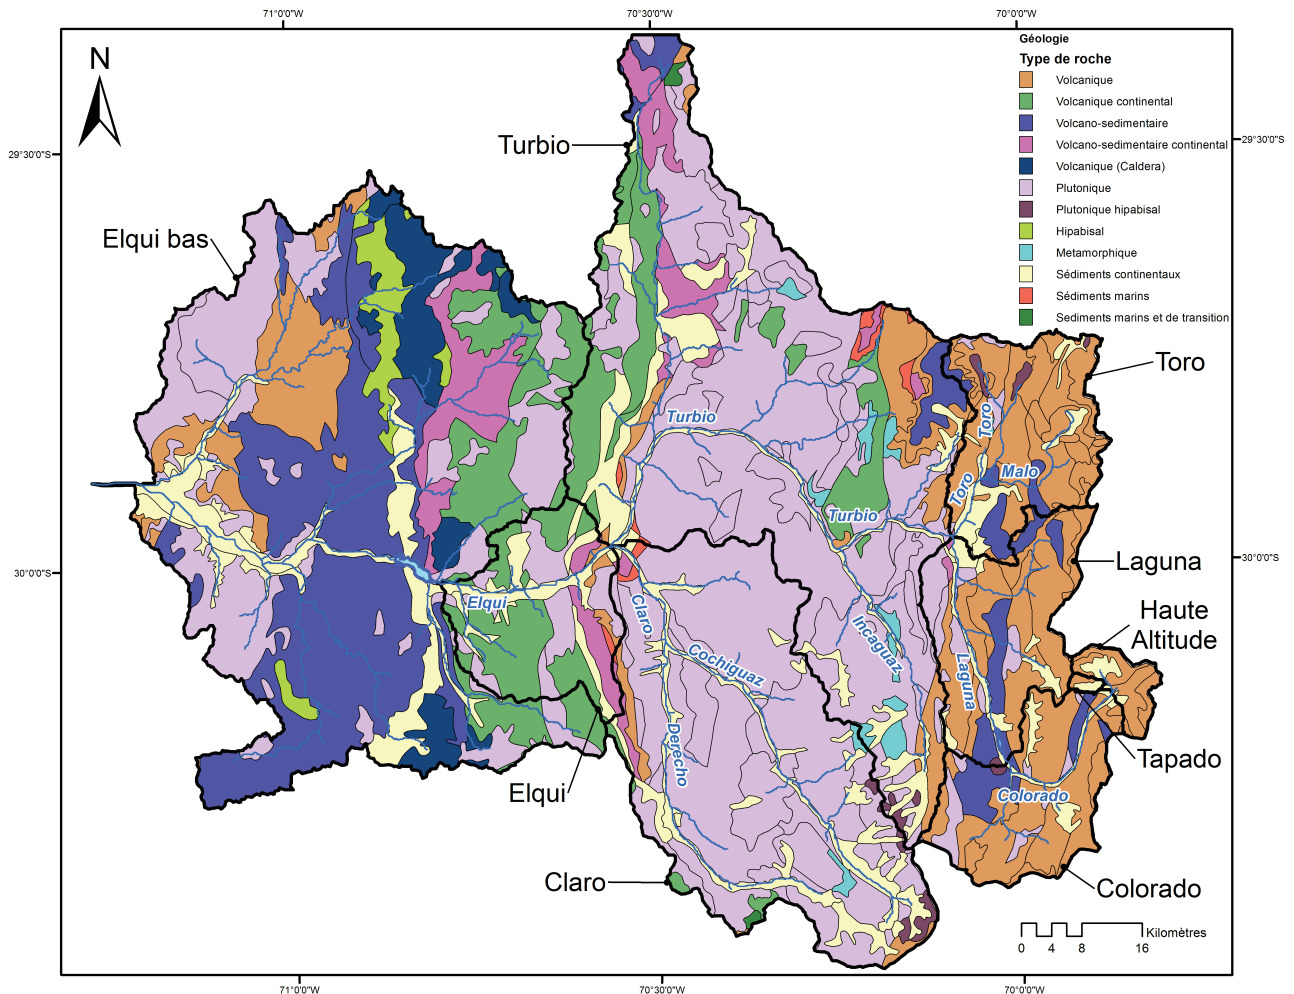 71°0'0"W
70°30'0"W
70°0'0"W
29°30'0"S
29°30'0"S
30°0'0"S
30°0'0"S
N
Géologie
Type de roche
Volcanique
Volcanique continental
Volcano-sedimentaire
Volcano-sedimentaire continental
Volcanique (Caldera)
Plutonique
Plutonique hipabisal
Hipabisal
Metamorphique
Sédiments continentaux
Sédiments marins
Sediments marins et de transition
Turbio
Elqui bas
Toro
Laguna
Haute
Altitude
Tapado
Colorado
Claro
Elqui
Turbio
Toro
Malo
Toro
Turbio
Elqui
Claro
Cochiguaz
Incaguaz
Laguna
Derecho
Colorado
Kilomètres
0 4 8 16
71°0'0"W
70°30'0"W
70°0'0"W